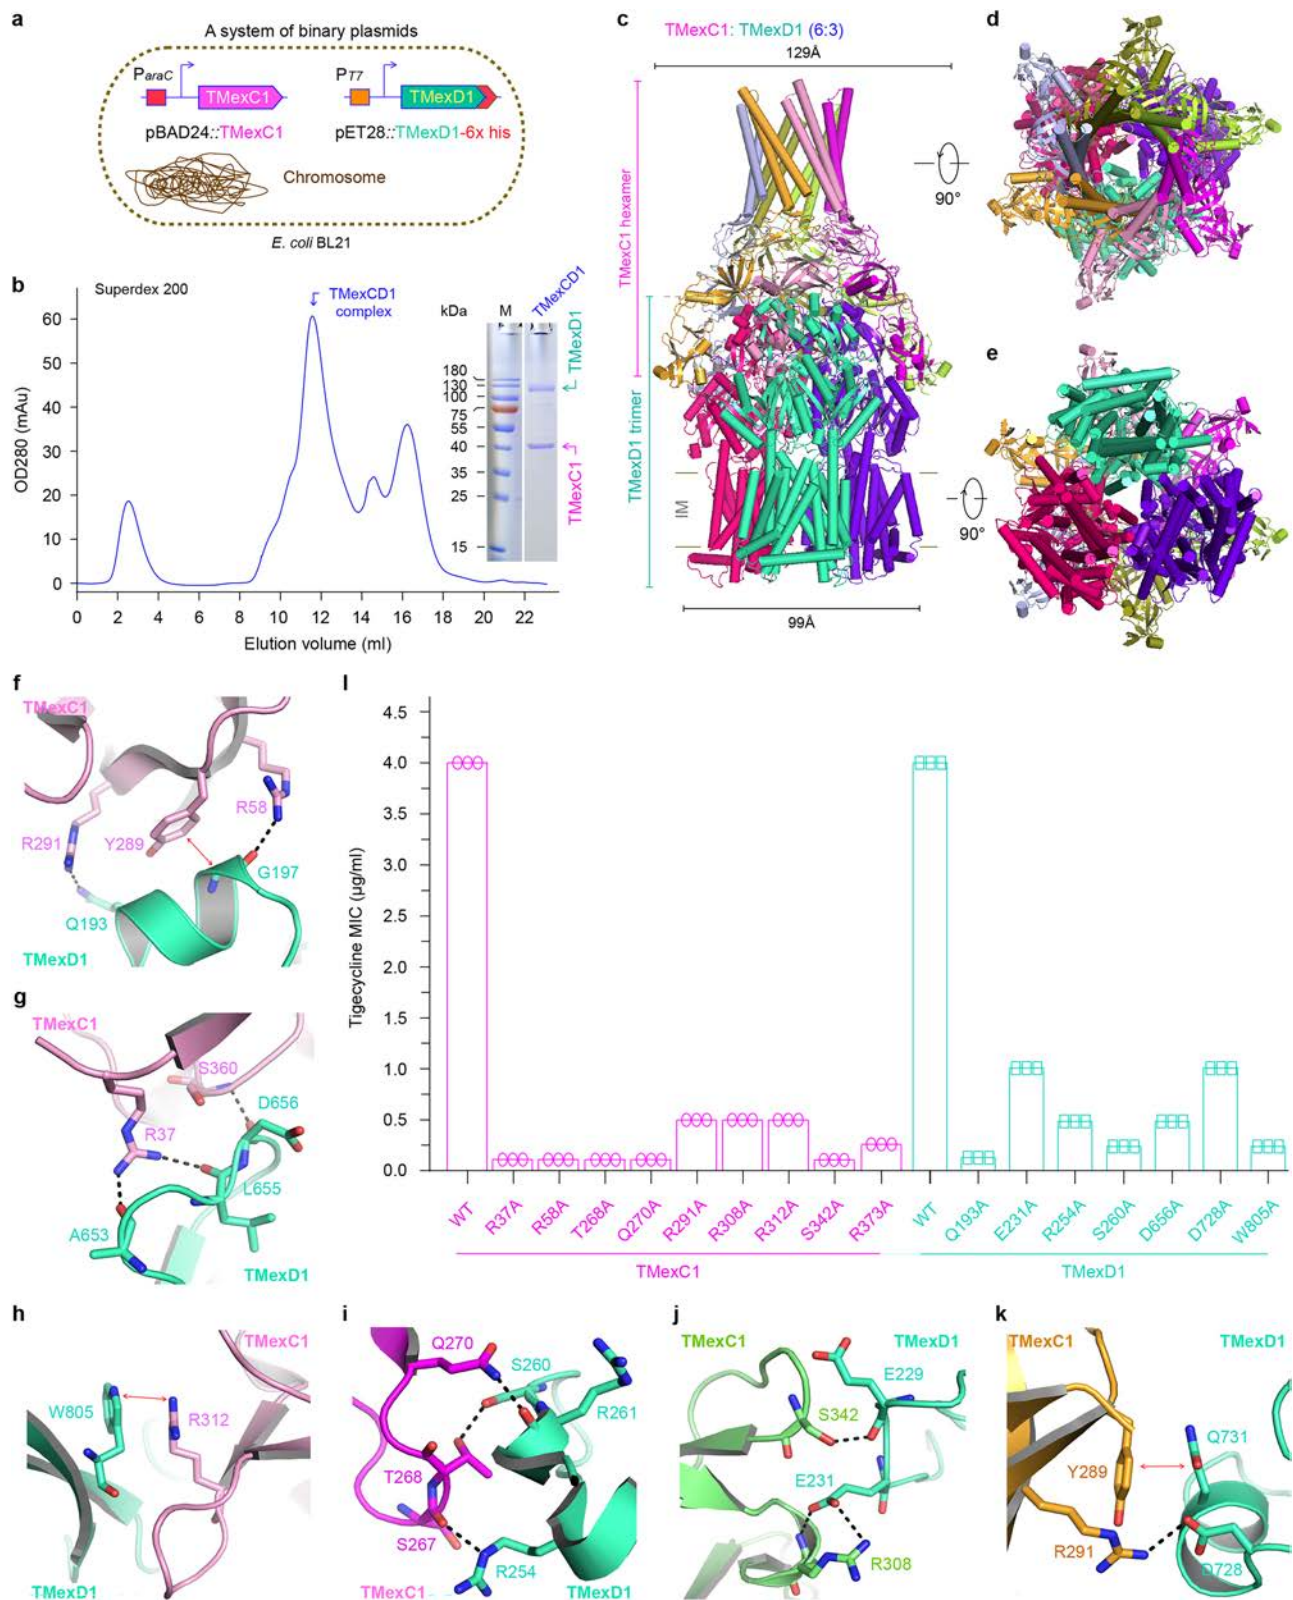 a
A system of binary plasmids
ParaC
TMexC1
pBAD24::TMexC1
PT7
TMexD1
pET28::TMexD1-6x his
Chromosome
E. coli BL21
b
Superdex 200
TMexCD1
complex
OD280 (mAu)
60
50
40
30
20
10
0
0 2 4 6 8 10 12 14 16 18 20 22
Elution volume (ml)
kDa
M
TMexCD1
180
130
100
75
55
40
35
25
15
TMexD1
TMexC1
c
TMexC1: TMexD1 (6:3)
129Å
TMexC1 hexamer
TMexD1 trimer
IM
99Å
90°
d
90°
e
f
TMexC1
R58
R291
Y289
G197
Q193
TMexD1
g
TMexC1
S360
D656
R37
L655
A653
TMexD1
l
Tigecycline MIC (µg/ml)
4.5
4.0
3.5
3.0
2.5
2.0
1.5
1.0
0.5
0.0
WT R37A R58A T268A Q270A R291A R308A R312A S342A R373A WT Q193A E231A R254A S260A D656A D728A W805A
TMexC1
TMexD1
h
TMexC1
W805
R312
TMexD1
i
Q270
S260
R261
T268
S267
R254
TMexC1
TMexD1
j
TMexC1
TMexD1
E229
S342
E231
R308
k
TMexC1
TMexD1
Q731
Y289
R291
D728